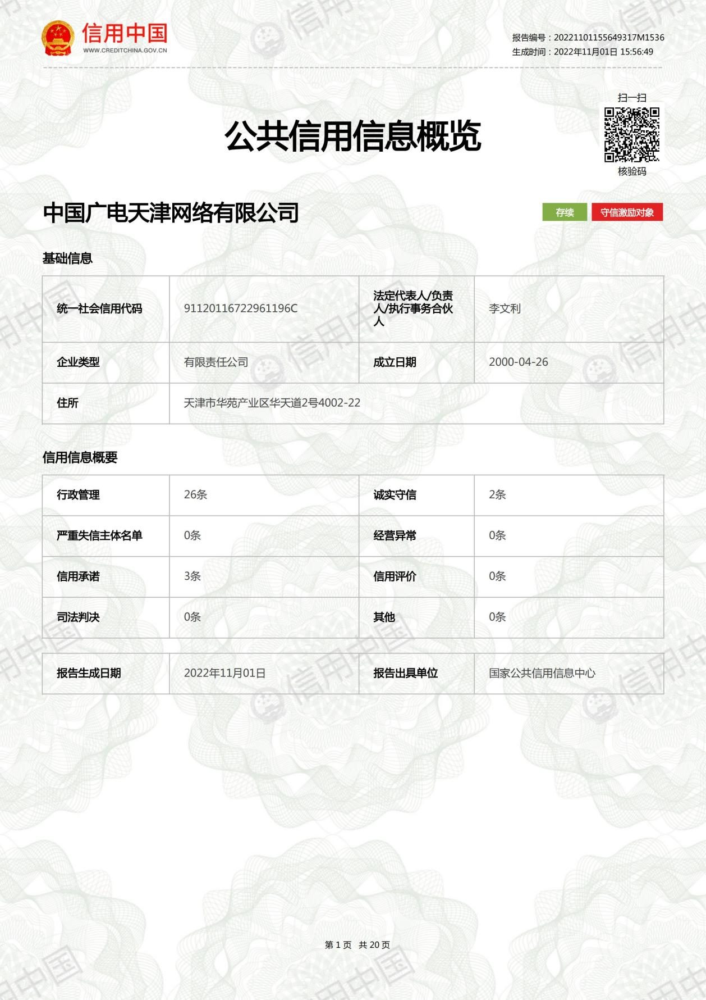 信用中国
WWW.CREDITCHINA.GOV.CN
报告编号：20221101155649317M1536
生成时间：2022年11月01日 15:56:49
扫一扫
公共信用信息概览
核验码
中国广电天津网络有限公司
存续
守信激励对象
基础信息
统一社会信用代码 91120116722961196C 法定代表人/负责人/执行事务合伙人 李文利
企业类型 有限责任公司 成立日期 2000-04-26
住所 天津市华苑产业区华天道2号4002-22
信用信息概要
行政管理 26条 诚实守信 2条
严重失信主体名单 0条 经营异常 0条
信用承诺 3条 信用评价 0条
司法判决 0条 其他 0条
报告生成日期 2022年11月01日 报告出具单位 国家公共信用信息中心
第 1 页 共 20 页